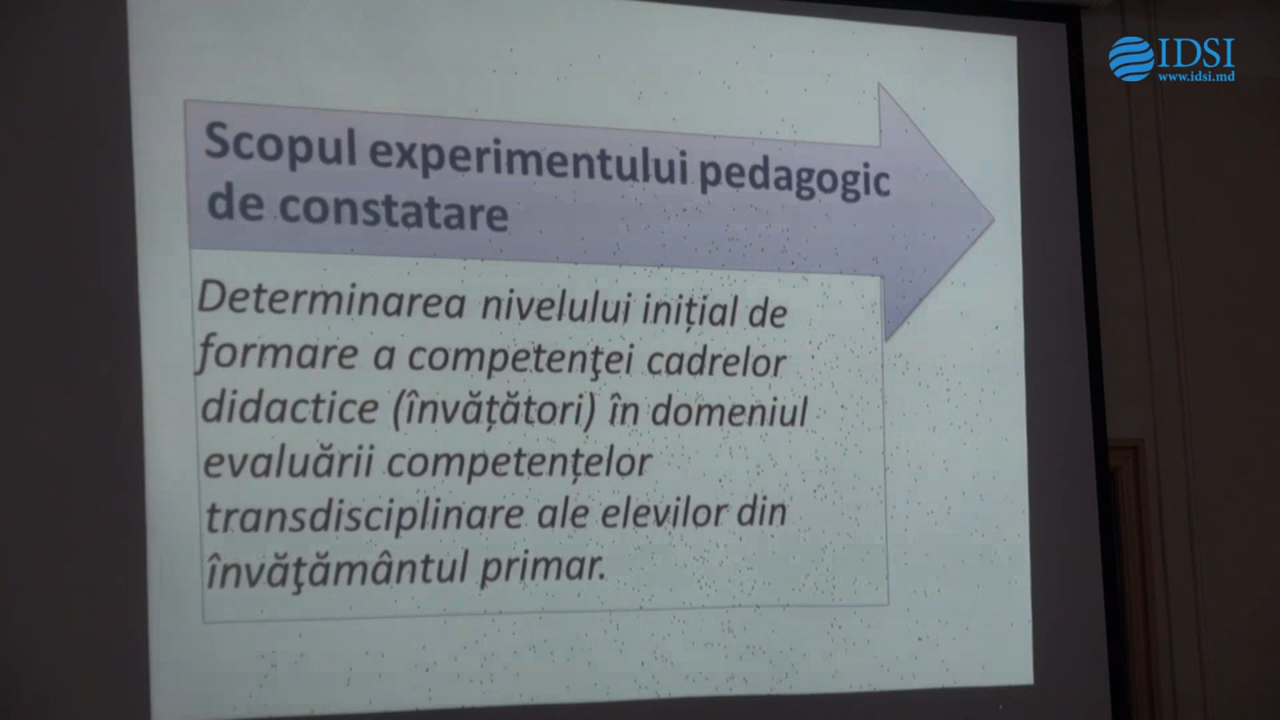 IDSI
www.idsi.md
Scopul experimentului pedagogic
de constatare
Determinarea nivelului inițial de
formare a competenţei cadrelor
didactice (învățători) în domeniul
evaluării competențelor
transdisciplinare ale elevilor din
învăţământul primar.